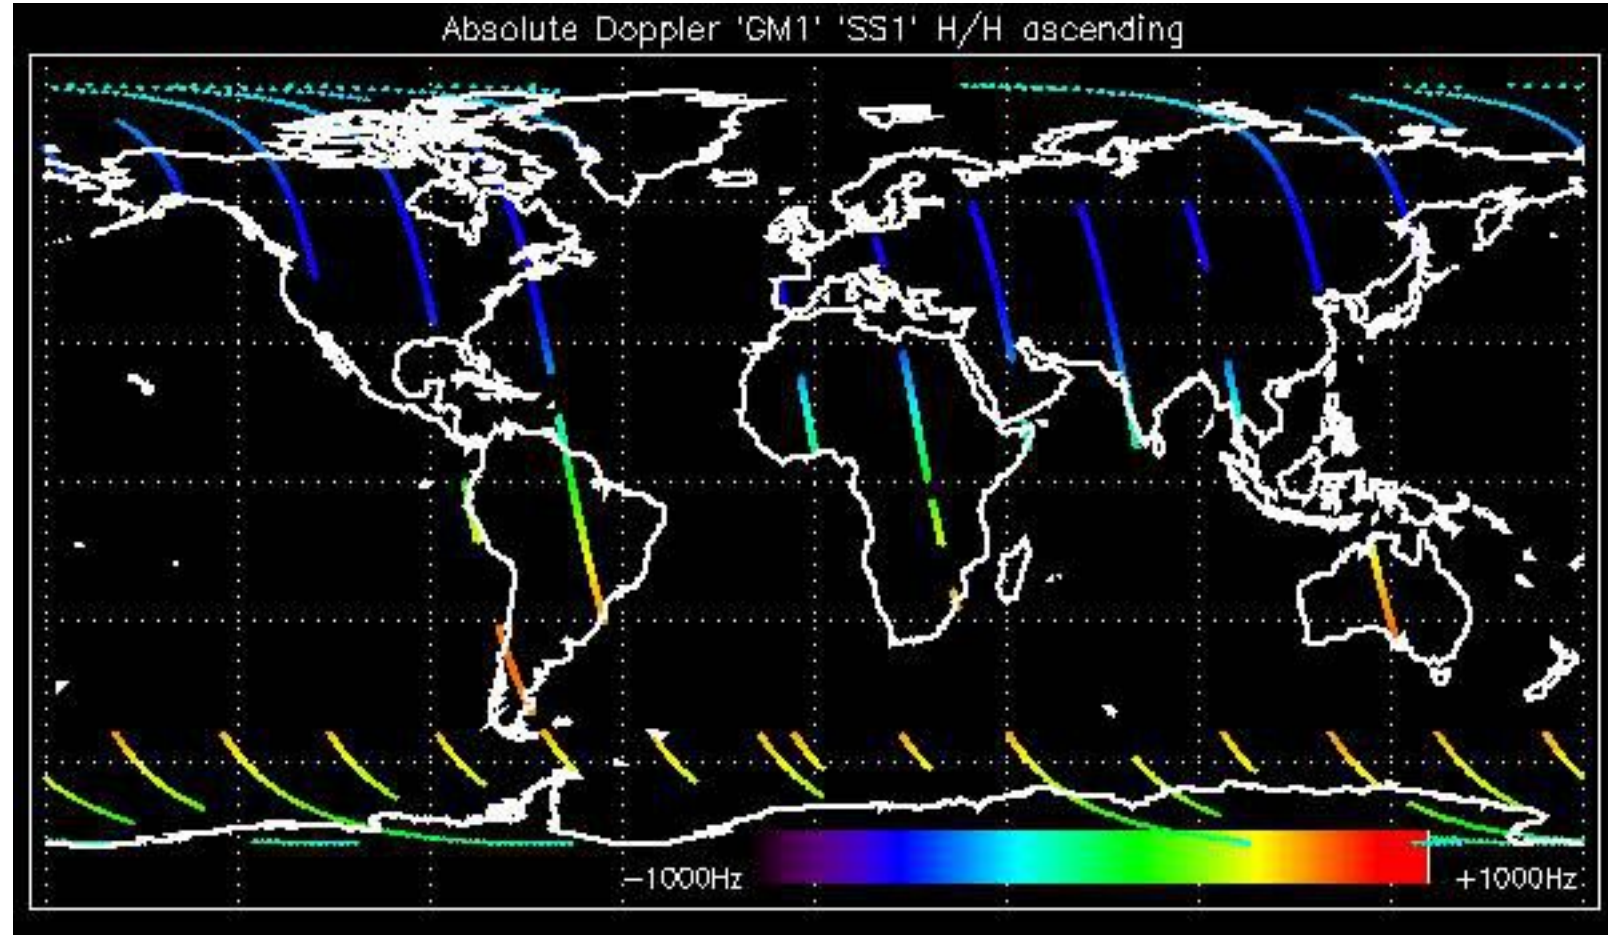 Absolute Doppler 'GM1' 'SS1' H/H ascending
-1000Hz +1000Hz